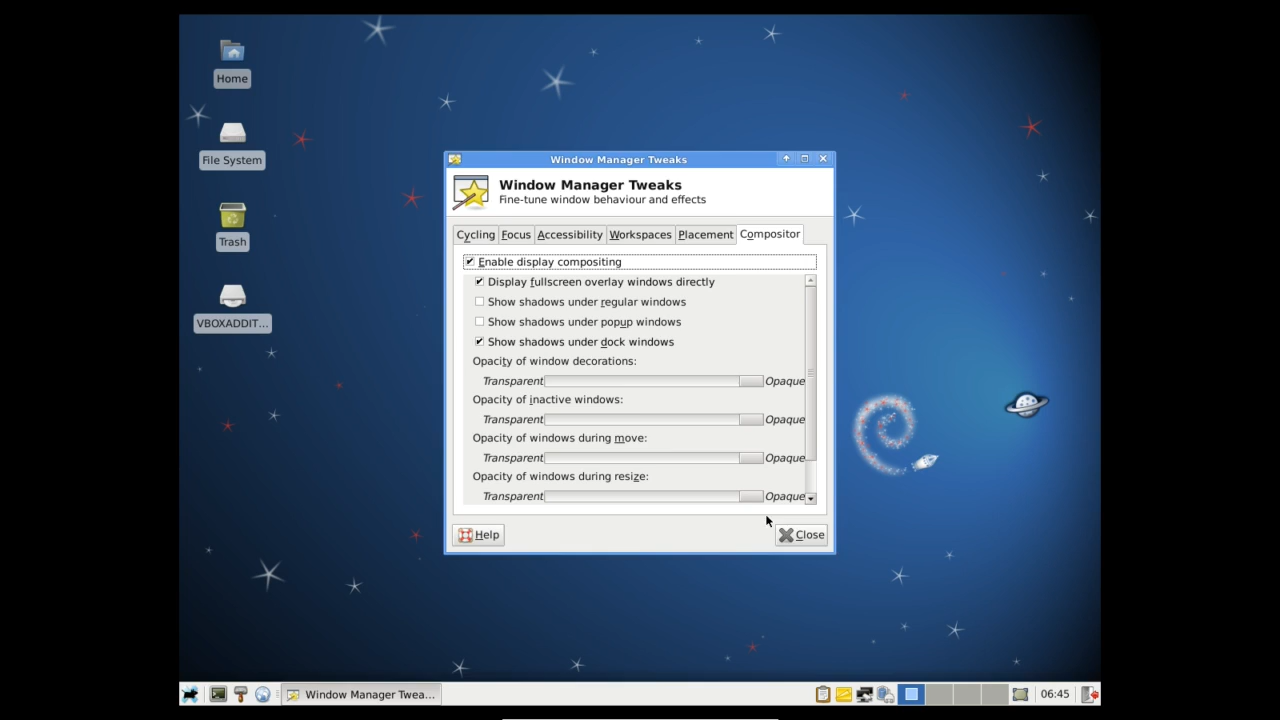 Home
File System
Trash
VBOXADDIT...
Window Manager Tweaks
Window Manager Tweaks
Fine-tune window behaviour and effects
Cycling Focus Accessibility Workspaces Placement Compositor
Enable display compositing
Display fullscreen overlay windows directly
Show shadows under regular windows
Show shadows under popup windows
Show shadows under dock windows
Opacity of window decorations:
Transparent Opaque
Opacity of inactive windows:
Transparent Opaque
Opacity of windows during move:
Transparent Opaque
Opacity of windows during resize:
Transparent Opaque
Help Close
Window Manager Twea... 06:45